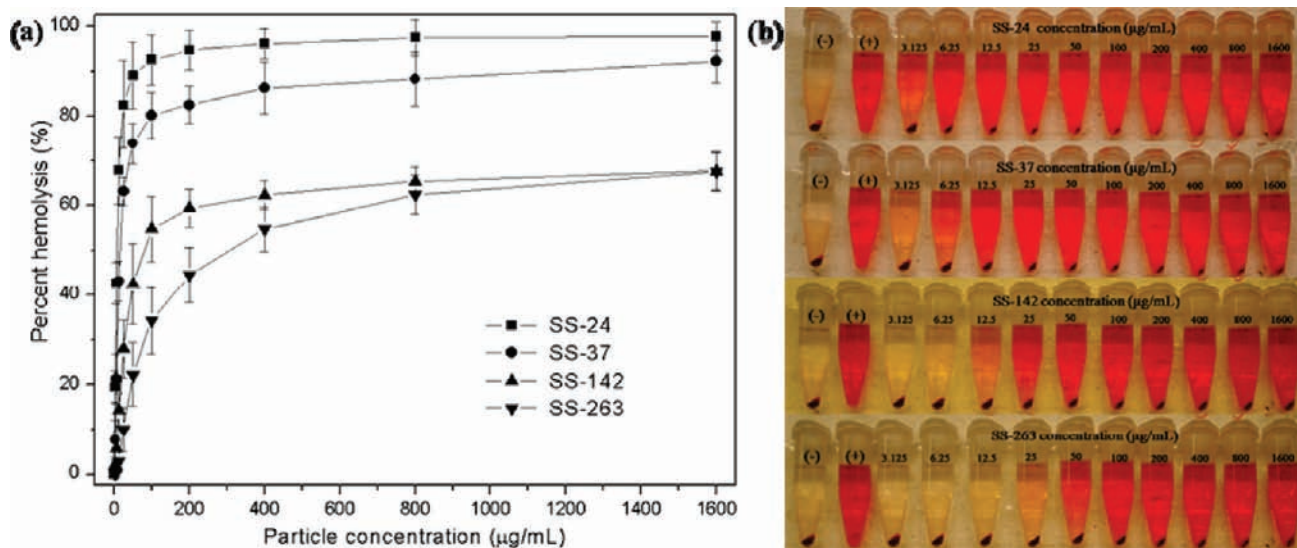 (a)
100
80
60
40
20
0
Percent hemolysis (%)
0 200 400 600 800 1000 1200 1400 1600
Particle concentration (μg/mL)
SS-24
SS-37
SS-142
SS-263
(b)
SS-24 concentration (μg/mL)
(-) (+) 3.125 6.25 12.5 25 50 100 200 400 800 1600
SS-37 concentration (μg/mL)
(-) (+) 3.125 6.25 12.5 25 50 100 200 400 800 1600
SS-142 concentration (μg/mL)
(-) (+) 3.125 6.25 12.5 25 50 100 200 400 800 1600
SS-263 concentration (μg/mL)
(-) (+) 3.125 6.25 12.5 25 50 100 200 400 800 1600